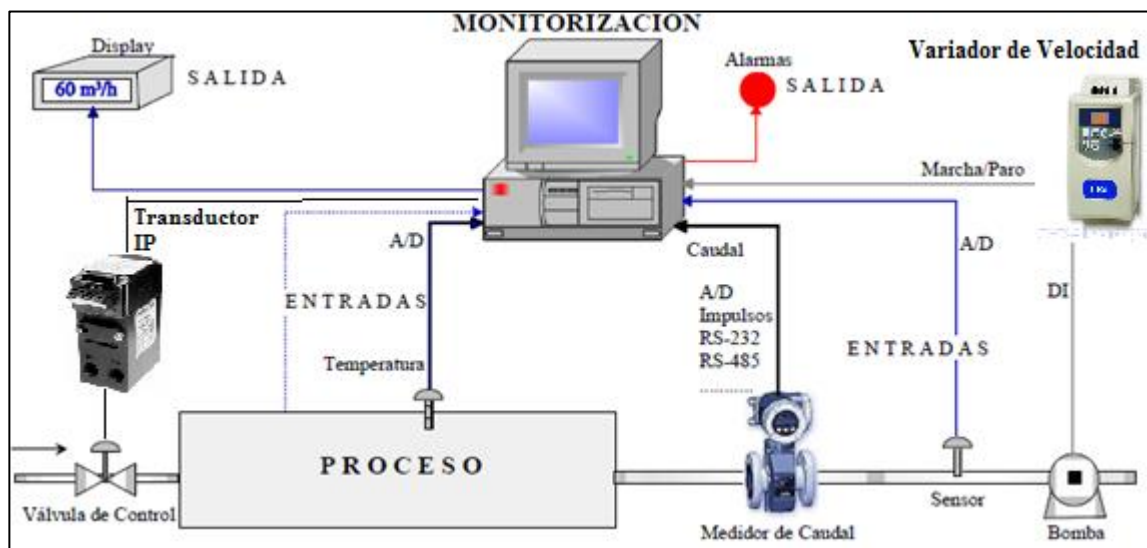 MONITORIZACION
Display
60 m³/h
SALIDA
Alarmas
SALIDA
Variador de Velocidad
Marcha/Paro
Transductor
IP
A/D
Caudal
A/D
DI
ENTRADAS
A/D
Impulsos
RS-232
RS-485
ENTRADAS
Temperatura
PROCESO
Válvula de Control
Medidor de Caudal
Sensor
Bomba